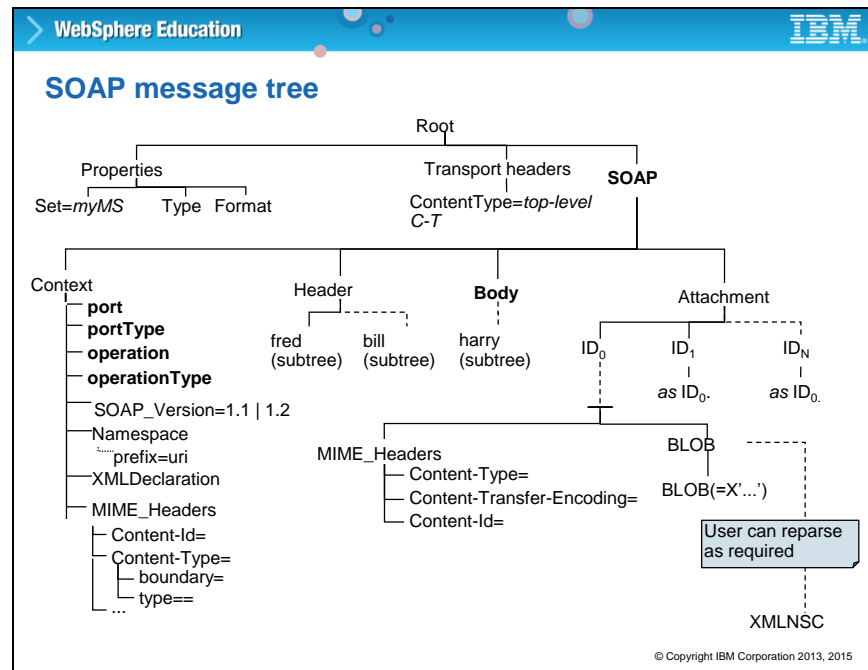 WebSphere Education
IBM
SOAP message tree
Root
Properties
Transport headers
SOAP
Set=myMS Type Format
ContentType=top-level
C-T
Context
Header
Body
Attachment
port
portType
operation
operationType
SOAP_Version=1.1 | 1.2
Namespace
prefix=uri
XMLDeclaration
MIME_Headers
Content-Id=
Content-Type=
boundary=
type==
...
fred
(subtree)
bill
(subtree)
harry
(subtree)
ID0
ID1
IDN
as ID0.
as ID0.
MIME_Headers
Content-Type=
Content-Transfer-Encoding=
Content-Id=
BLOB
BLOB(=X'...')
User can reparse
as required
XMLNSC
© Copyright IBM Corporation 2013, 2015